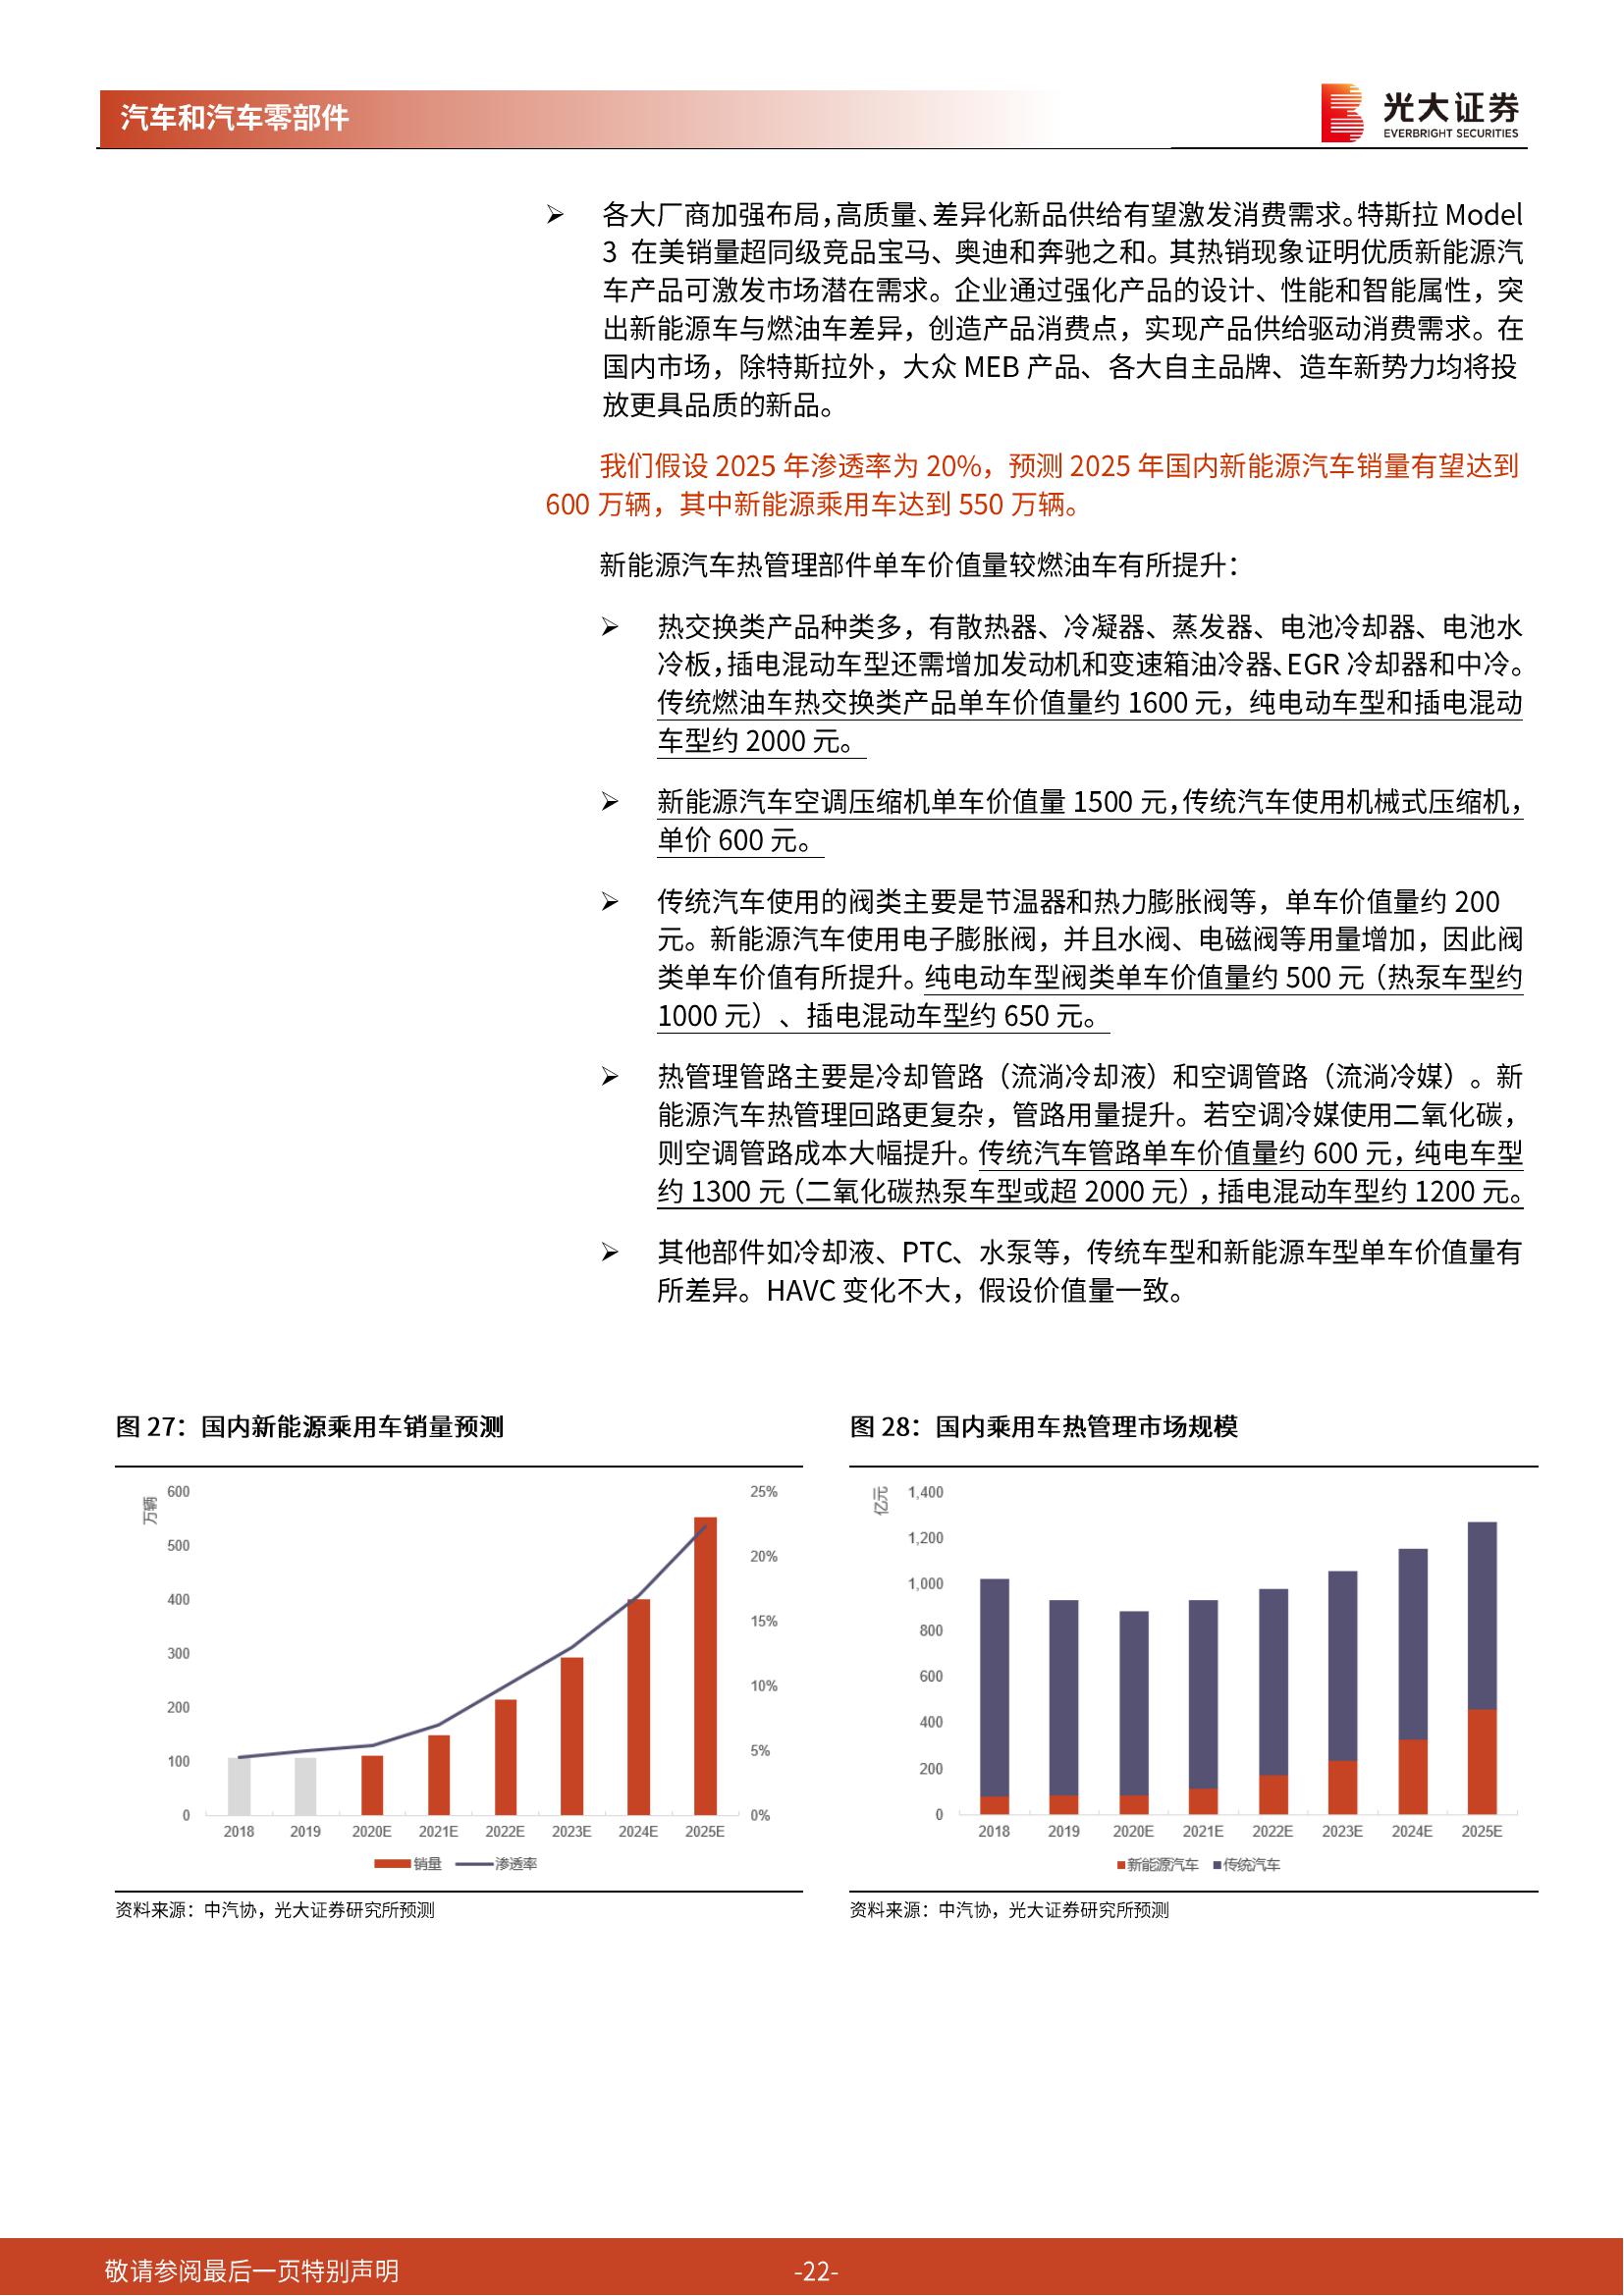 汽车和汽车零部件
光大证券
EVERBRIGHT SECURITIES
➢ 各大厂商加强布局，高质量、差异化新品供给有望激发消费需求。特斯拉 Model
3 在美销量超同级竞品宝马、奥迪和奔驰之和。其热销现象证明优质新能源汽
车产品可激发市场潜在需求。企业通过强化产品的设计、性能和智能属性，突
出新能源车与燃油车差异，创造产品消费点，实现产品供给驱动消费需求。在
国内市场，除特斯拉外，大众 MEB 产品、各大自主品牌、造车新势力均将投
放更具品质的新品。
我们假设 2025 年渗透率为 20%，预测 2025 年国内新能源汽车销量有望达到
600 万辆，其中新能源乘用车达到 550 万辆。
新能源汽车热管理部件单车价值量较燃油车有所提升：
➢ 热交换类产品种类多，有散热器、冷凝器、蒸发器、电池冷却器、电池水
冷板，插电混动车型还需增加发动机和变速箱油冷器、EGR 冷却器和中冷。
传统燃油车热交换类产品单车价值量约 1600 元，纯电动车型和插电混动
车型约 2000 元。
➢ 新能源汽车空调压缩机单车价值量 1500 元，传统汽车使用机械式压缩机，
单价 600 元。
➢ 传统汽车使用的阀类主要是节温器和热力膨胀阀等，单车价值量约 200
元。新能源汽车使用电子膨胀阀，并且水阀、电磁阀等用量增加，因此阀
类单车价值有所提升。纯电动车型阀类单车价值量约 500 元（热泵车型约
1000 元）、插电混动车型约 650 元。
➢ 热管理管路主要是冷却管路（流淌冷却液）和空调管路（流淌冷媒）。新
能源汽车热管理回路更复杂，管路用量提升。若空调冷媒使用二氧化碳，
则空调管路成本大幅提升。传统汽车管路单车价值量约 600 元，纯电车型
约 1300 元（二氧化碳热泵车型或超 2000 元），插电混动车型约 1200 元。
➢ 其他部件如冷却液、PTC、水泵等，传统车型和新能源车型单车价值量有
所差异。HAVC 变化不大，假设价值量一致。
图 27：国内新能源乘用车销量预测
万辆
600
500
400
300
200
100
0
25%
20%
15%
10%
5%
0%
2018 2019 2020E 2021E 2022E 2023E 2024E 2025E
销量 渗透率
资料来源：中汽协，光大证券研究所预测
图 28：国内乘用车热管理市场规模
亿元
1,400
1,200
1,000
800
600
400
200
0
2018 2019 2020E 2021E 2022E 2023E 2024E 2025E
新能源汽车 传统汽车
资料来源：中汽协，光大证券研究所预测
敬请参阅最后一页特别声明
-22-